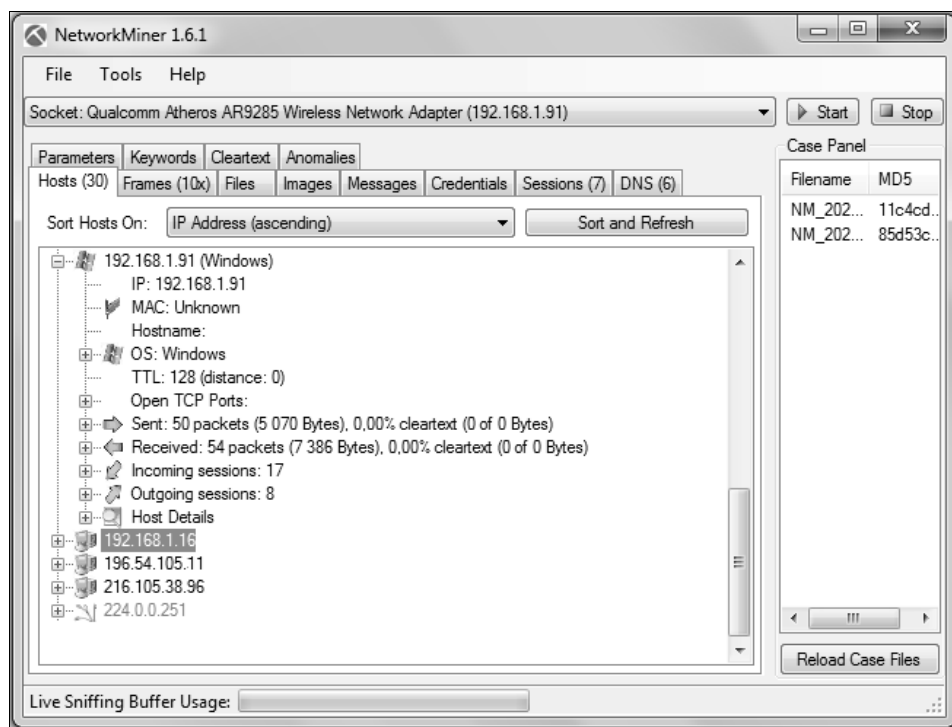 NetworkMiner 1.6.1
File Tools Help
Socket: Qualcomm Atheros AR9285 Wireless Network Adapter (192.168.1.91)
Start
Stop
Parameters Keywords Cleartext Anomalies
Hosts (30) Frames (10x) Files Images Messages Credentials Sessions (7) DNS (6)
Sort Hosts On: IP Address (ascending) Sort and Refresh
192.168.1.91 (Windows)
IP: 192.168.1.91
MAC: Unknown
Hostname:
OS: Windows
TTL: 128 (distance: 0)
Open TCP Ports:
Sent: 50 packets (5 070 Bytes), 0,00% cleartext (0 of 0 Bytes)
Received: 54 packets (7 386 Bytes), 0,00% cleartext (0 of 0 Bytes)
Incoming sessions: 17
Outgoing sessions: 8
Host Details
192.168.1.16
196.54.105.11
216.105.38.96
224.0.0.251
Case Panel
Filename MD5
NM_202... 11c4cd..
NM_202... 85d53c..
Reload Case Files
Live Sniffing Buffer Usage: